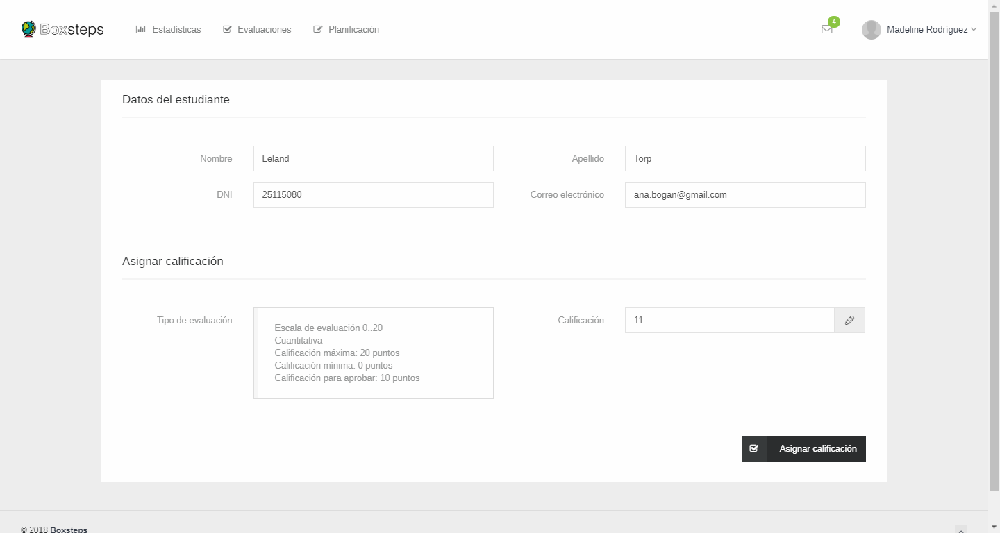 Boxsteps Estadísticas Evaluaciones Planificación 4 Madeline Rodríguez
Datos del estudiante
Nombre Leland Apellido Torp
DNI 25115080 Correo electrónico ana.bogan@gmail.com
Asignar calificación
Tipo de evaluación
Escala de evaluación 0..20
Cuantitativa
Calificación máxima: 20 puntos
Calificación mínima: 0 puntos
Calificación para aprobar: 10 puntos
Calificación 11
Asignar calificación
© 2018 Boxsteps